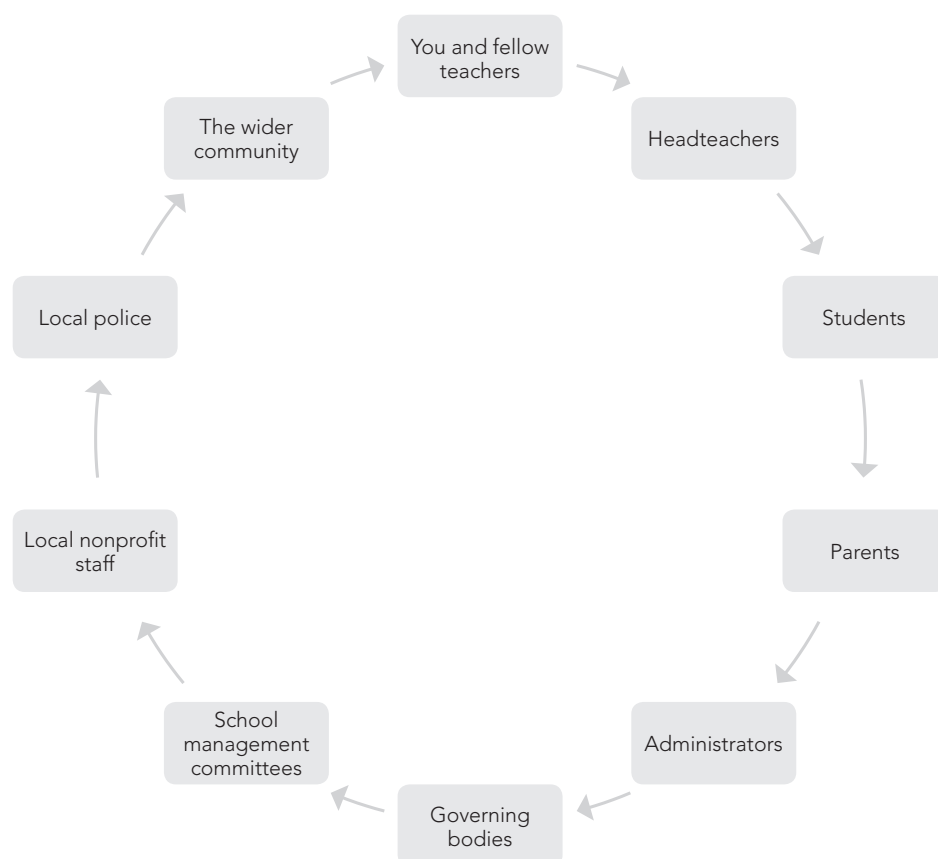 You and fellow
teachers
Headteachers
Students
Parents
Administrators
Governing
bodies
School
management
committees
Local nonprofit
staff
Local police
The wider
community